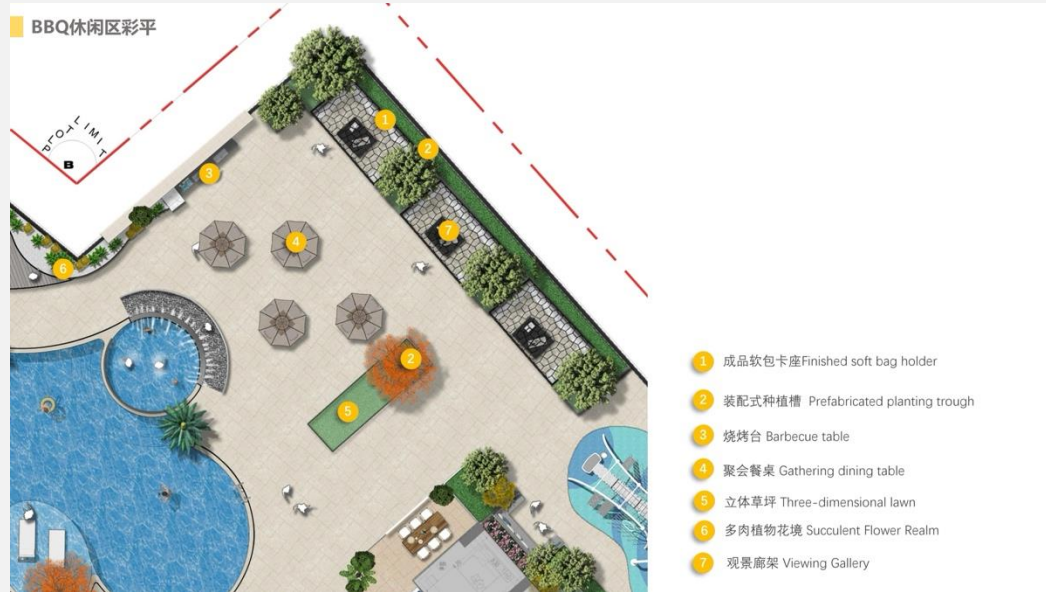 BBQ休闲区彩平
PLOT LIMIT
B
1
2
3
7
4
6
2
5
1 成品软包卡座Finished soft bag holder
2 装配式种植槽 Prefabricated planting trough
3 烧烤台 Barbecue table
4 聚会餐桌 Gathering dining table
5 立体草坪 Three-dimensional lawn
6 多肉植物花境 Succulent Flower Realm
7 观景廊架 Viewing Gallery